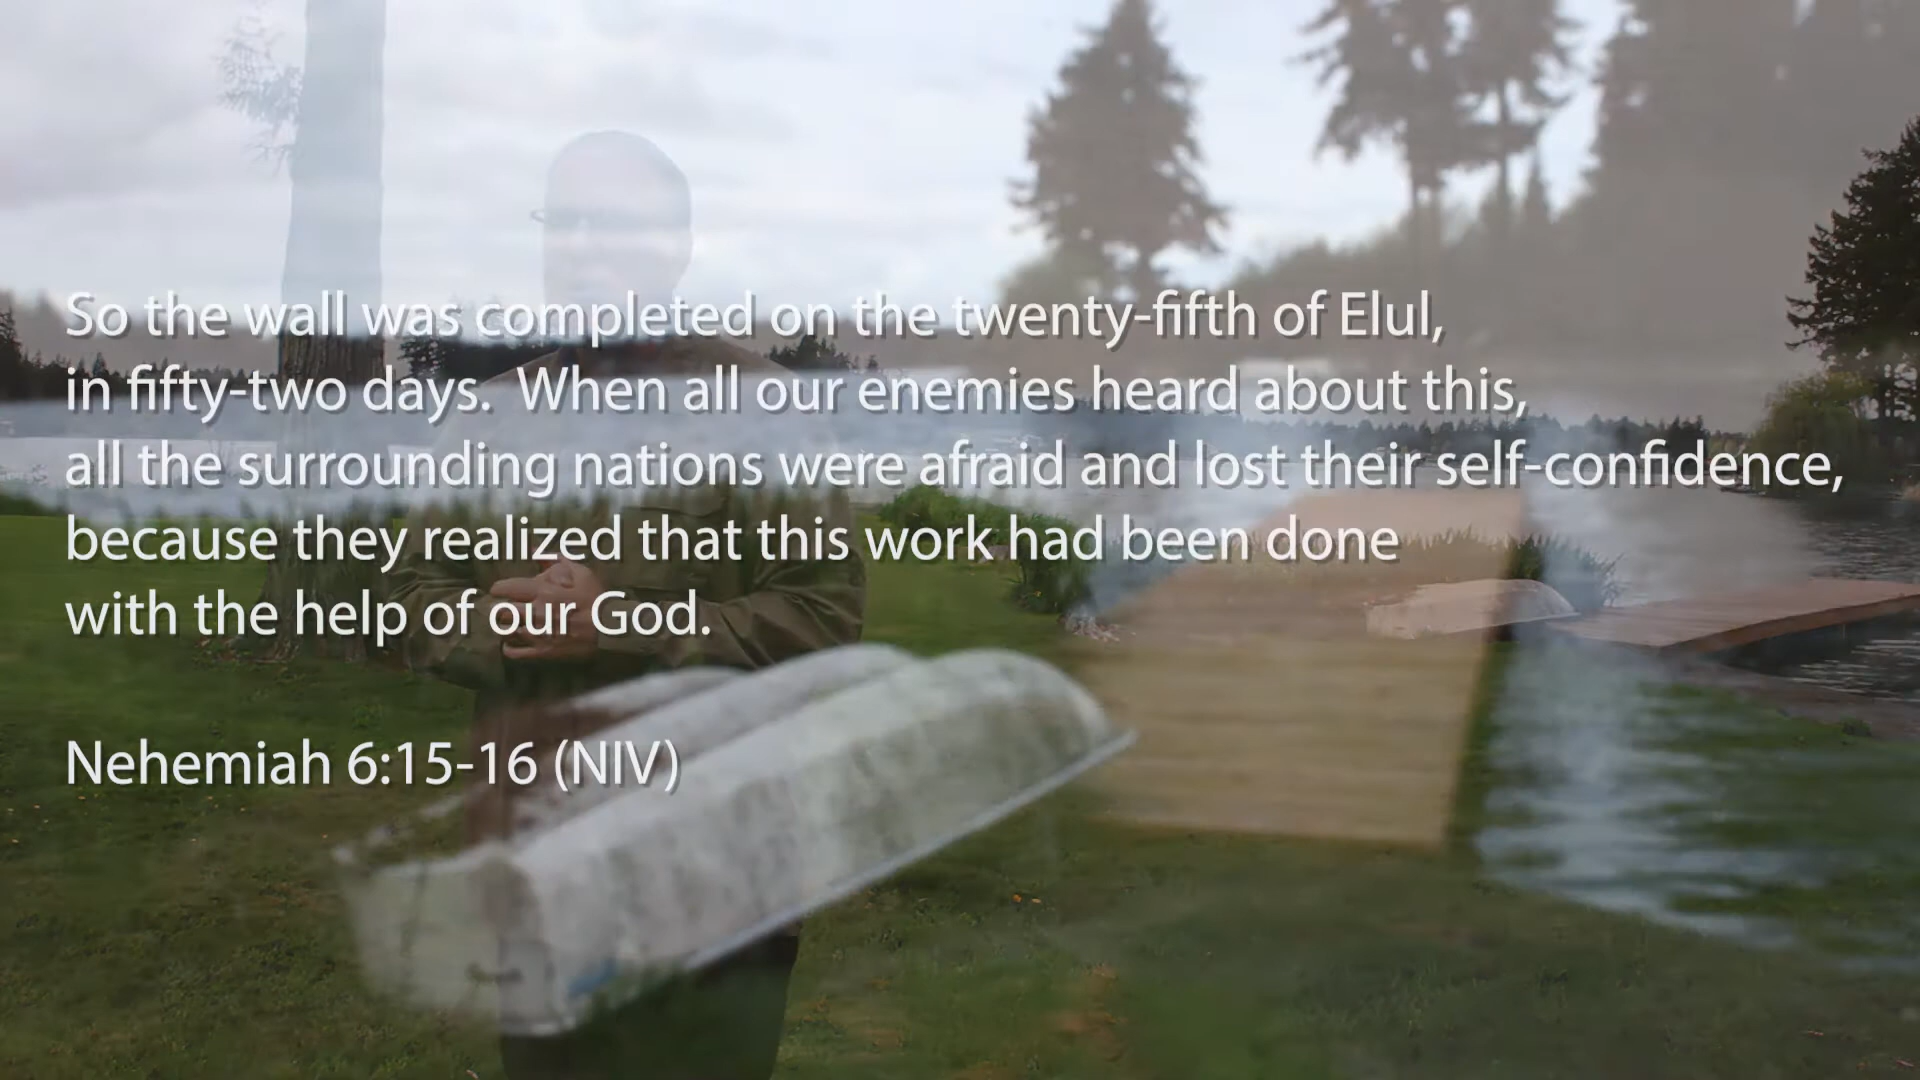 So the wall was completed on the twenty-fifth of Elul,
in fifty-two days.  When all our enemies heard about this,
all the surrounding nations were afraid and lost their self-confidence,
because they realized that this work had been done
with the help of our God.
Nehemiah 6:15-16 (NIV)